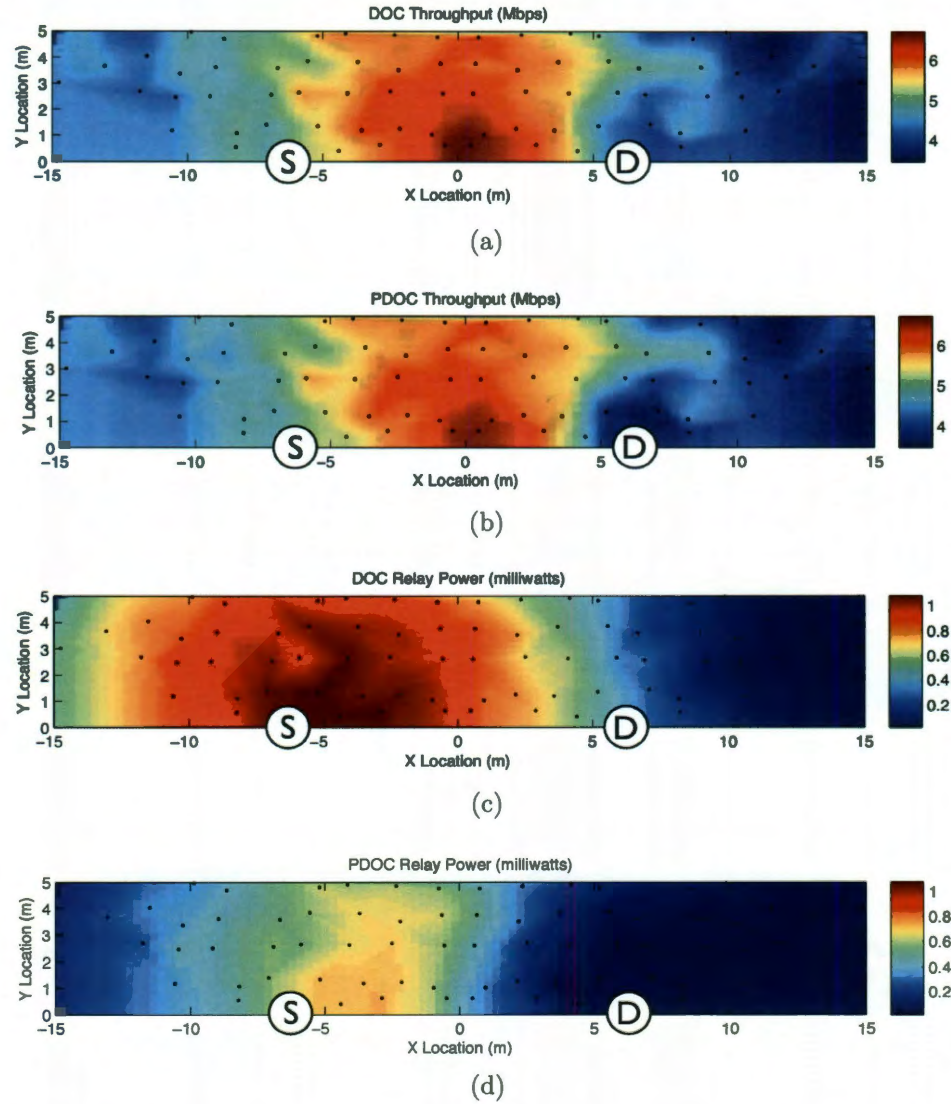 DOC Throughput (Mbps)
Y Location (m)
5
4
3
2
1
0
S
D
−15
−10
−5
0
5
10
15
X Location (m)
6
5
4
(a)
PDOC Throughput (Mbps)
Y Location (m)
5
4
3
2
1
0
S
D
−15
−10
−5
0
5
10
15
X Location (m)
6
5
4
(b)
DOC Relay Power (milliwatts)
Y Location (m)
5
4
3
2
1
0
S
D
−15
−10
−5
0
5
10
15
X Location (m)
1
0.8
0.6
0.4
0.2
(c)
PDOC Relay Power (milliwatts)
Y Location (m)
5
4
3
2
1
0
S
D
−15
−10
−5
0
5
10
15
X Location (m)
1
0.8
0.6
0.4
0.2
(d)